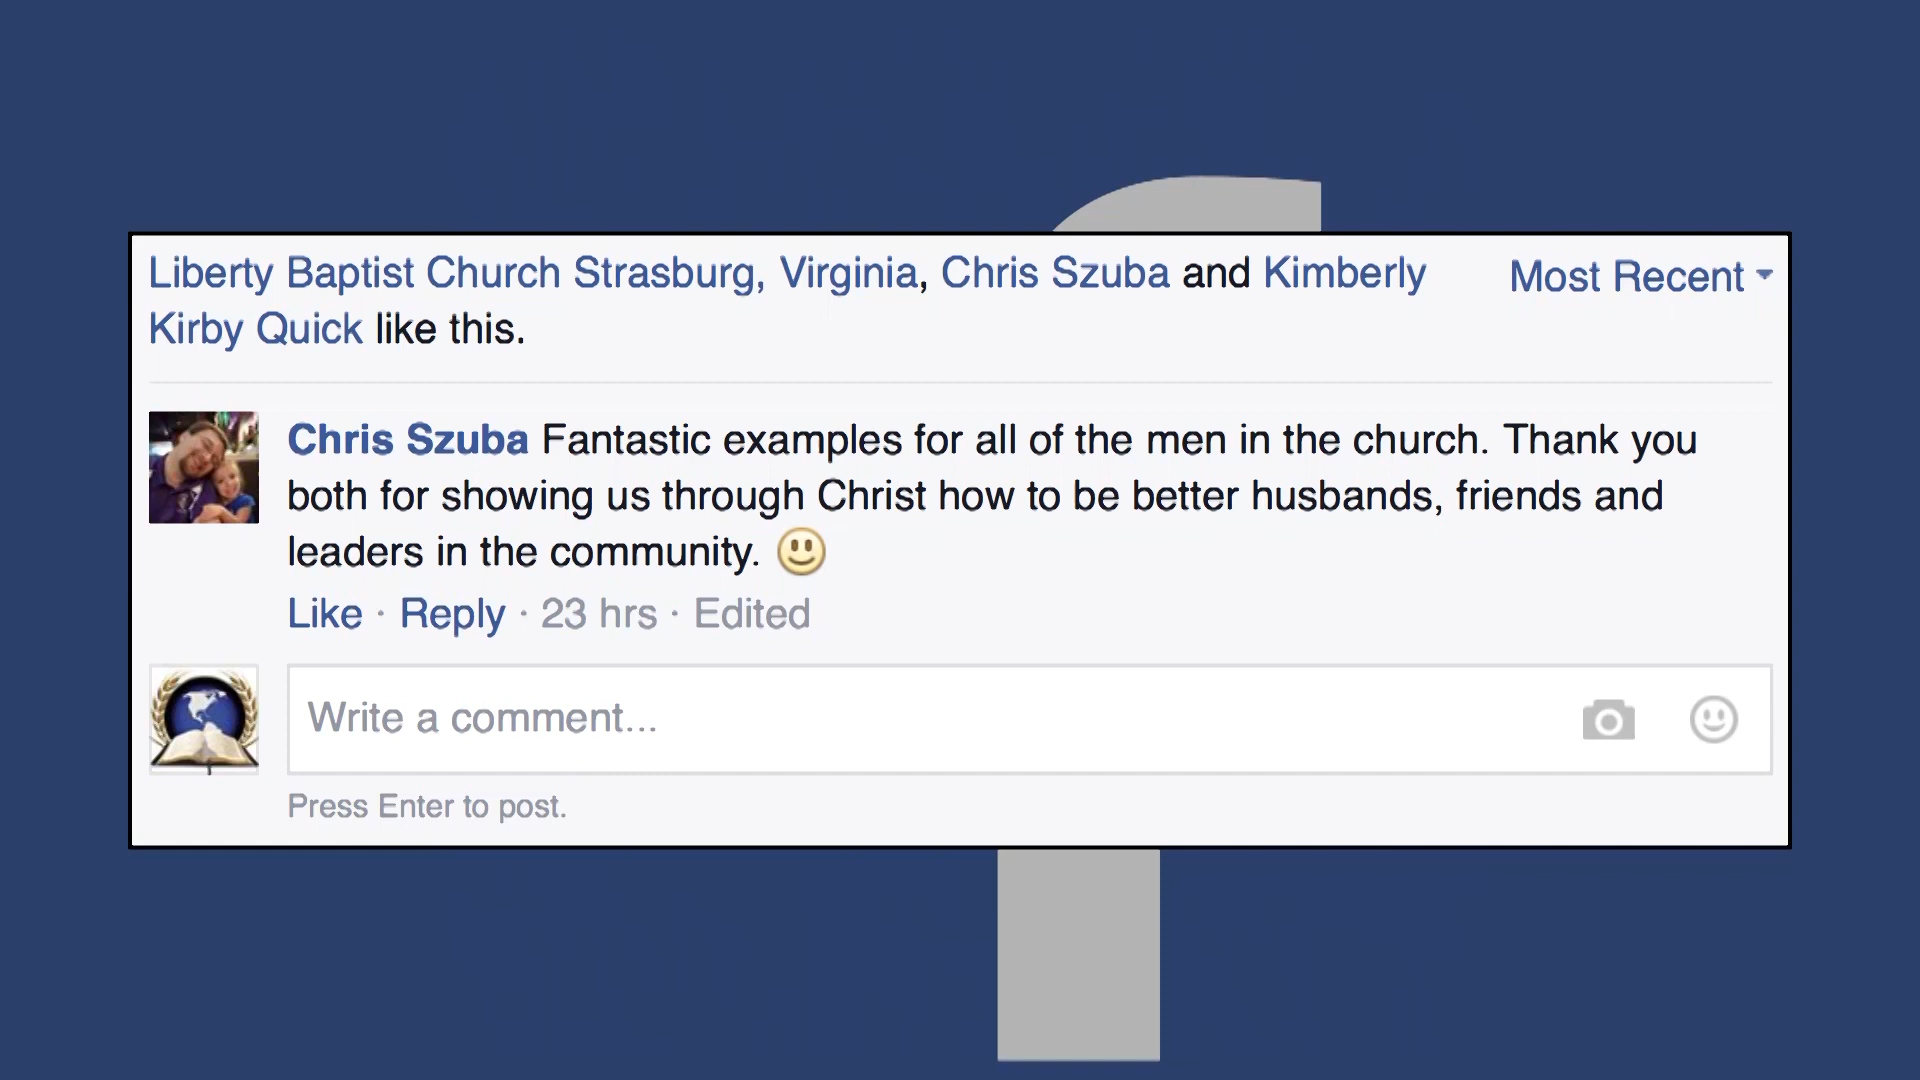 Liberty Baptist Church Strasburg, Virginia, Chris Szuba and Kimberly
Kirby Quick like this.
Most Recent
Chris Szuba Fantastic examples for all of the men in the church. Thank you
both for showing us through Christ how to be better husbands, friends and
leaders in the community.
Like · Reply · 23 hrs · Edited
Write a comment...
Press Enter to post.